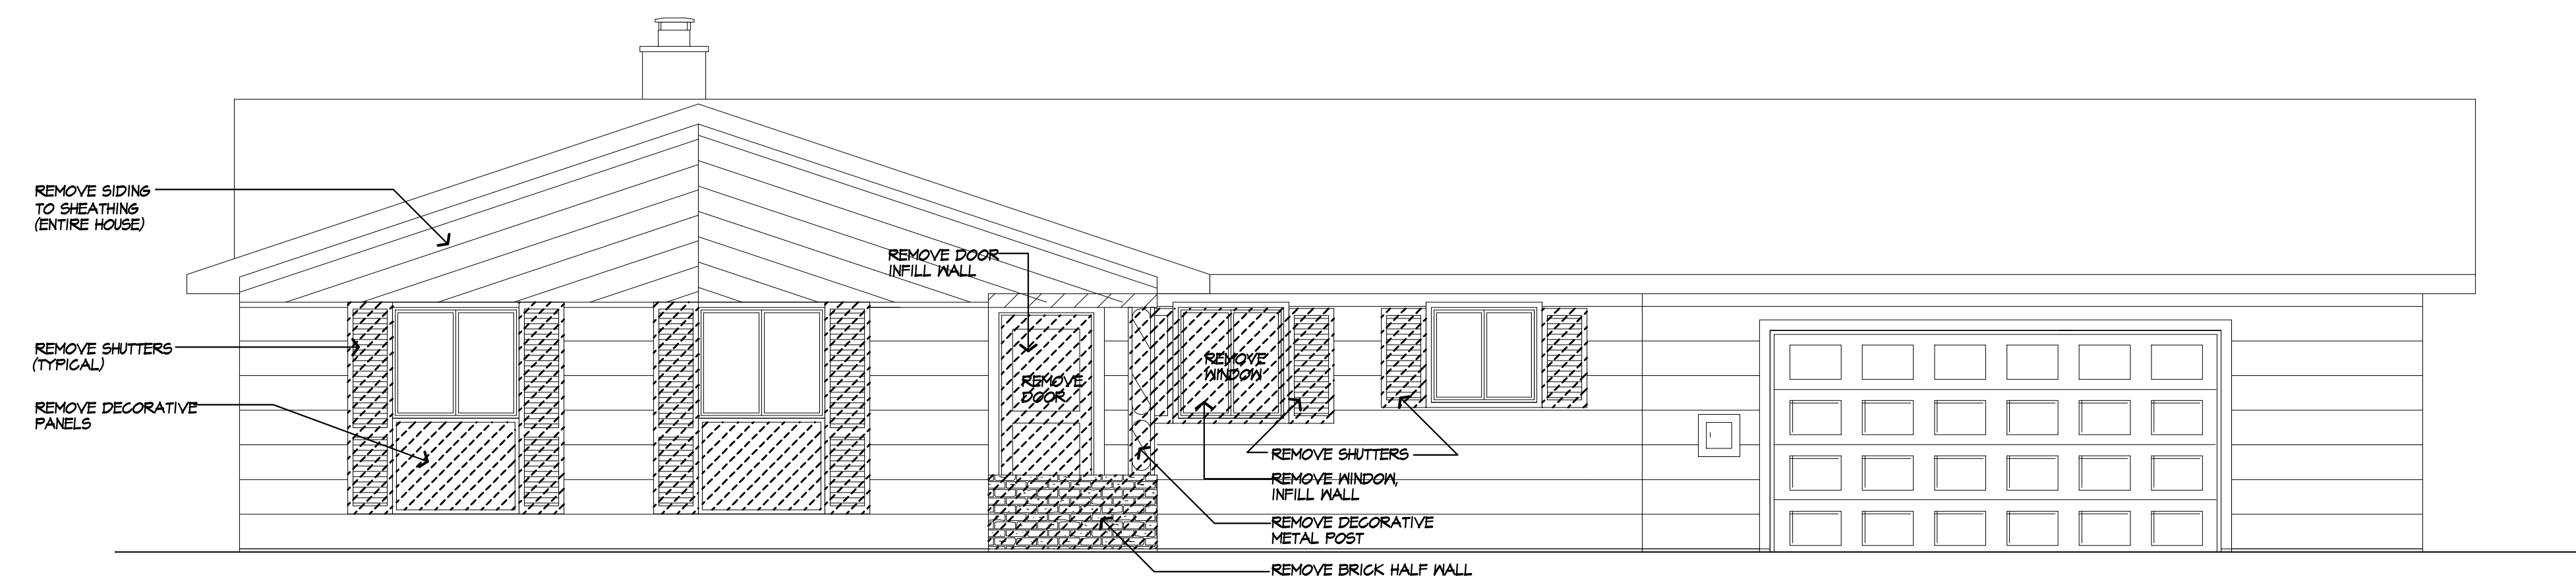 REMOVE SIDING
TO SHEATHING
(ENTIRE HOUSE)
REMOVE SHUTTERS
(TYPICAL)
REMOVE DECORATIVE
PANELS
REMOVE DOOR
INFILL WALL
REMOVE
DOOR
REMOVE
WINDOW
REMOVE SHUTTERS
REMOVE WINDOW,
INFILL WALL
REMOVE DECORATIVE
METAL POST
REMOVE BRICK HALF WALL